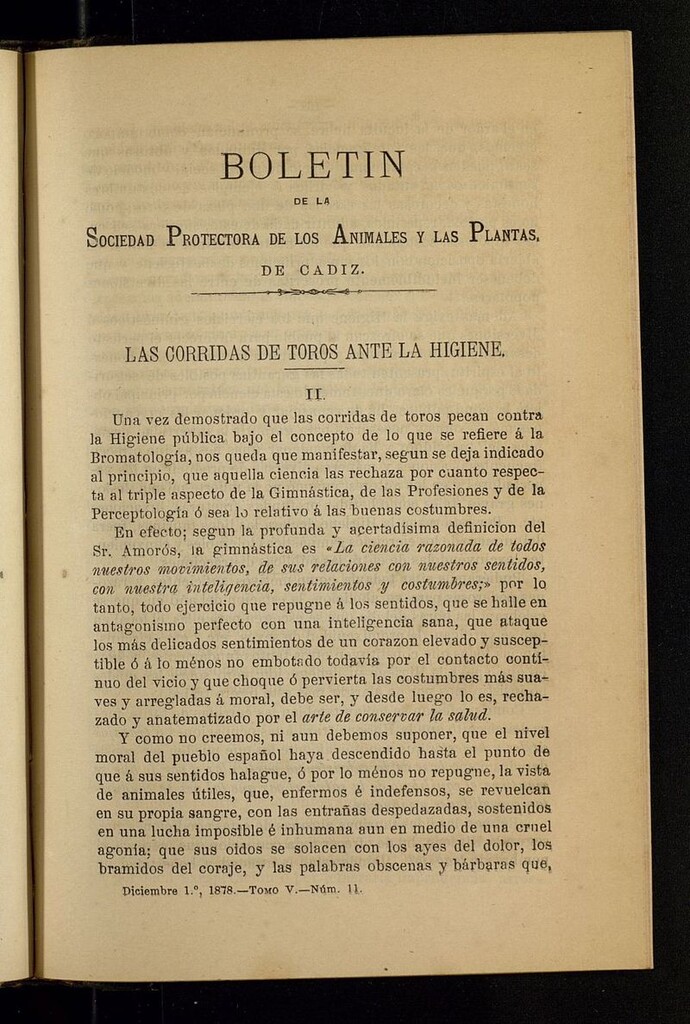 BOLETIN
DE LA
SOCIEDAD PROTECTORA DE LOS ANIMALES Y LAS PLANTAS,
DE CADIZ.
LAS CORRIDAS DE TOROS ANTE LA HIGIENE.
II.
Una vez demostrado que las corridas de toros pecan contra
la Higiene pública bajo el concepto de lo que se refiere á la
Bromatología, nos queda que manifestar, segun se deja indicado
al principio, que aquella ciencia las rechaza por cuanto respec-
ta al triple aspecto de la Gimnástica, de las Profesiones y de la
Perceptología ó sea lo relativo á las buenas costumbres.
En efecto; segun la profunda y acertadísima definicion del
Sr. Amorós, la gimnástica es «La ciencia razonada de todos
nuestros movimientos, de sus relaciones con nuestros sentidos,
con nuestra inteligencia, sentimientos y costumbres;» por lo
tanto, todo ejercicio que repugne á los sentidos, que se halle en
antagonismo perfecto con una inteligencia sana, que ataque
los más delicados sentimientos de un corazon elevado y suscep-
tible ó á lo ménos no embotado todavía por el contacto contí-
nuo del vicio y que choque ó pervierta las costumbres más sua-
ves y arregladas á moral, debe ser, y desde luego lo es, recha-
zado y anatematizado por el arte de conservar la salud.
Y como no creemos, ni aun debemos suponer, que el nivel
moral del pueblo español haya descendido hasta el punto de
que á sus sentidos halague, ó por lo ménos no repugne, la vista
de animales útiles, que, enfermos é indefensos, se revuelcan
en su propia sangre, con las entrañas despedazadas, sostenidos
en una lucha imposible é inhumana aun en medio de una cruel
agonía; que sus oidos se solacen con los ayes del dolor, los
bramidos del coraje, y las palabras obscenas y bárbaras que,
Diciembre 1.º, 1878.—TOMO V.—Núm. 11.